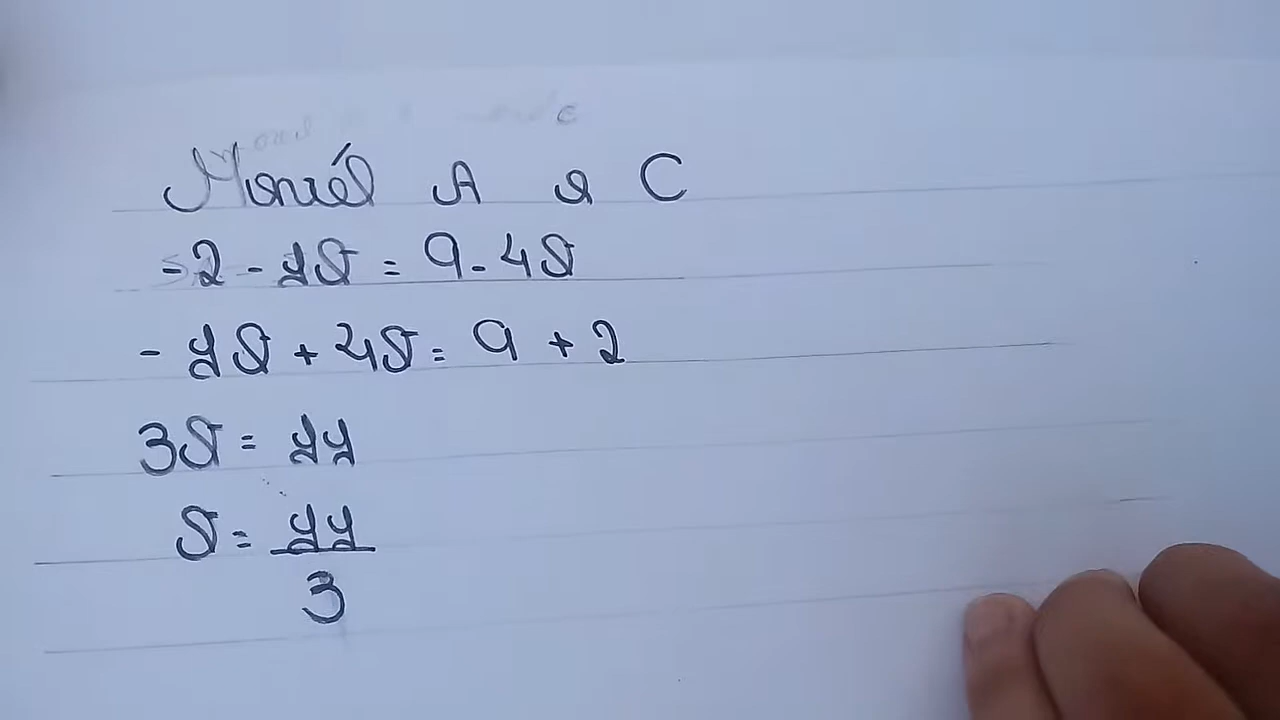 A e C
-2 - 1T = 9 - 4T
- 1T + 4T = 9 + 2
3T = 11
T = 11
3